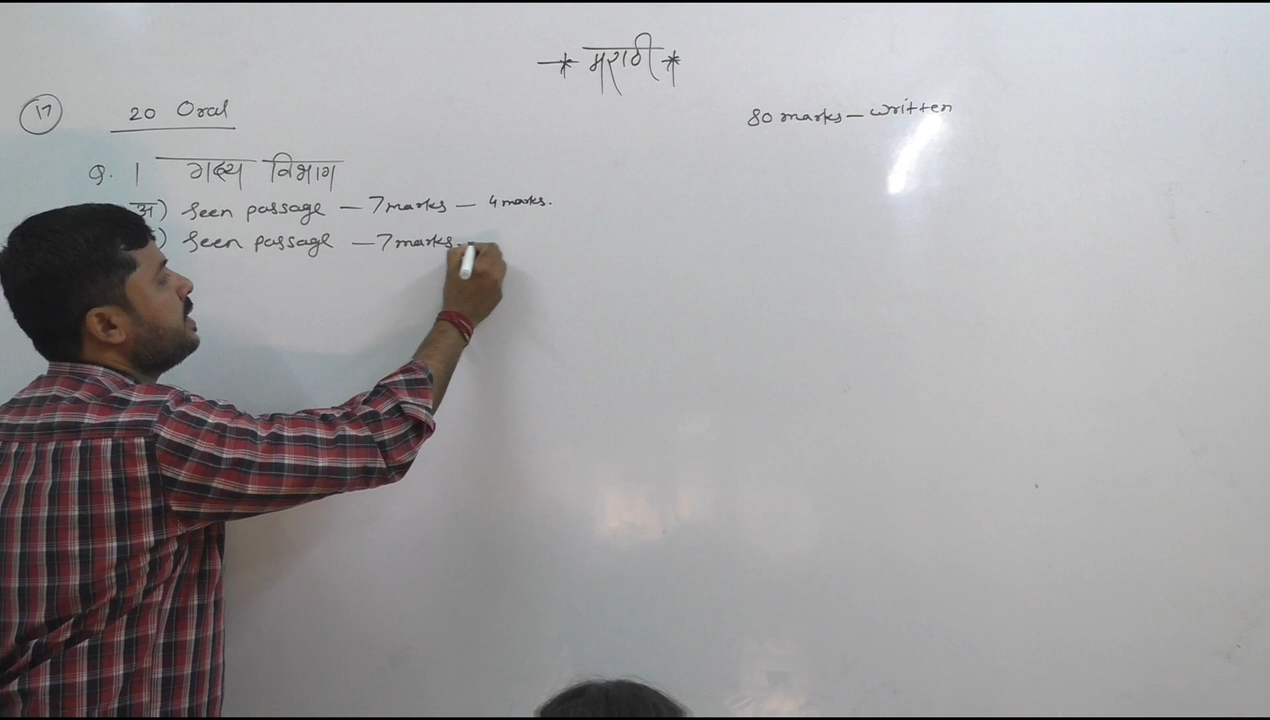 मराठी
17 20 Oral
80 marks – written
Q. 1 गद्य विभाग
अ) Seen passage – 7 marks – 4 marks.
) Seen passage – 7 marks.